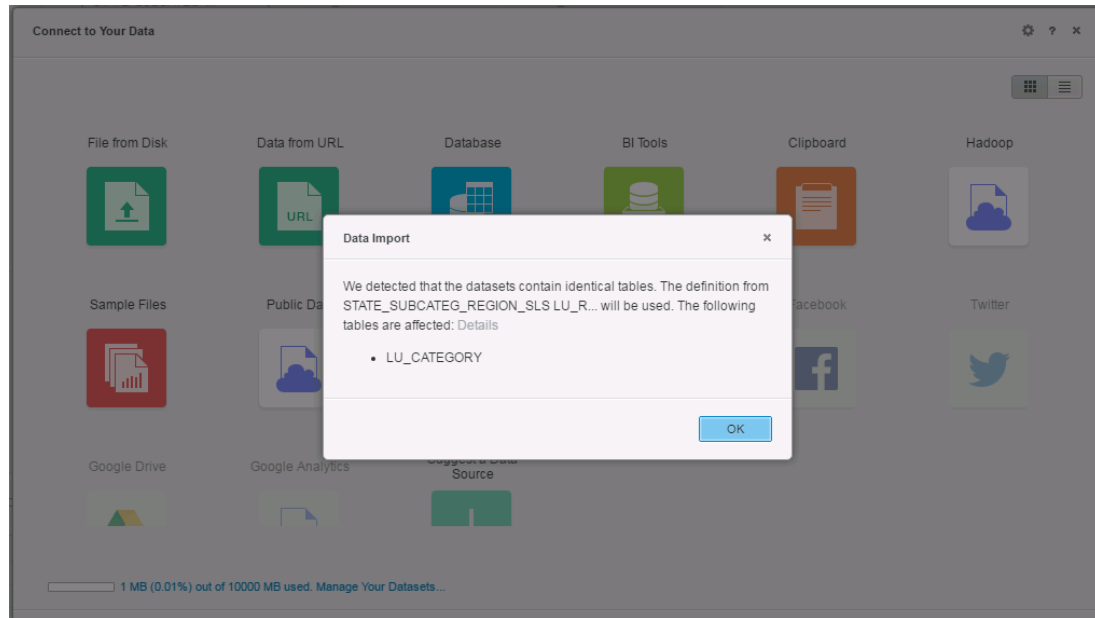 Connect to Your Data
?
File from Disk
Data from URL
Database
BI Tools
Clipboard
Hadoop
URL
Data Import
We detected that the datasets contain identical tables. The definition from
STATE_SUBCATEG_REGION_SLS LU_R... will be used. The following
tables are affected: Details
• LU_CATEGORY
OK
Sample Files
Public Da
Facebook
Twitter
f
Google Drive
Google Analytics
Suggest a Data
Source
1 MB (0.01%) out of 10000 MB used. Manage Your Datasets...